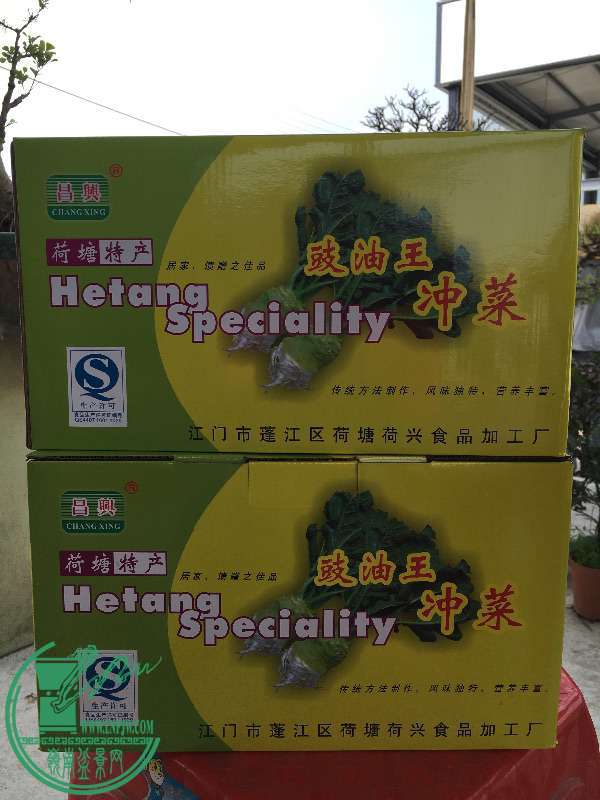 昌興®
CHANG XING
荷塘特产
居家、馈赠之佳品
豉油王
冲菜
Hetang
Speciality
传统方法制作，风味独特，营养丰富。
生产许可
江门市蓬江区荷塘荷兴食品加工厂
昌興®
CHANG XING
荷塘特产
居家、馈赠之佳品
豉油王
冲菜
Hetang
Speciality
传统方法制作，风味独特，营养丰富。
生产许可
江门市蓬江区荷塘荷兴食品加工厂
嶺南盆景网